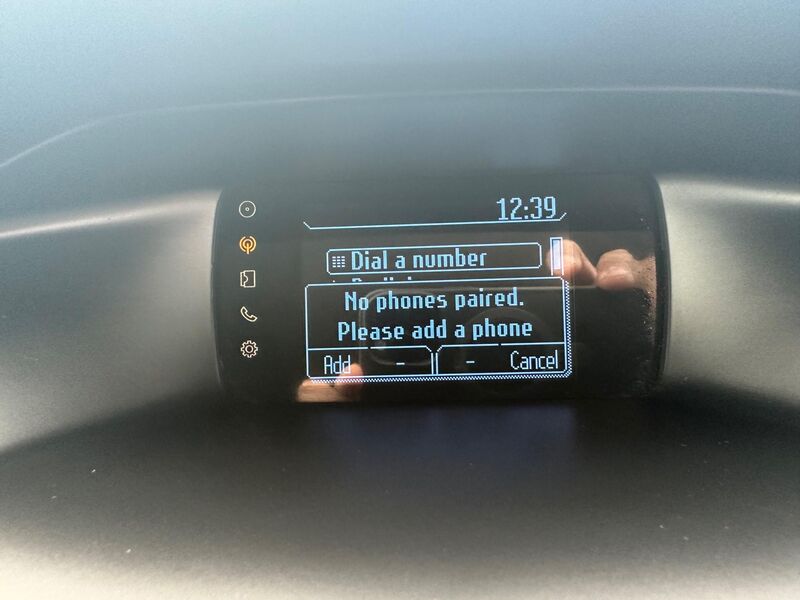 12:39
Dial a number
No phones paired.
Please add a phone
Add - - Cancel